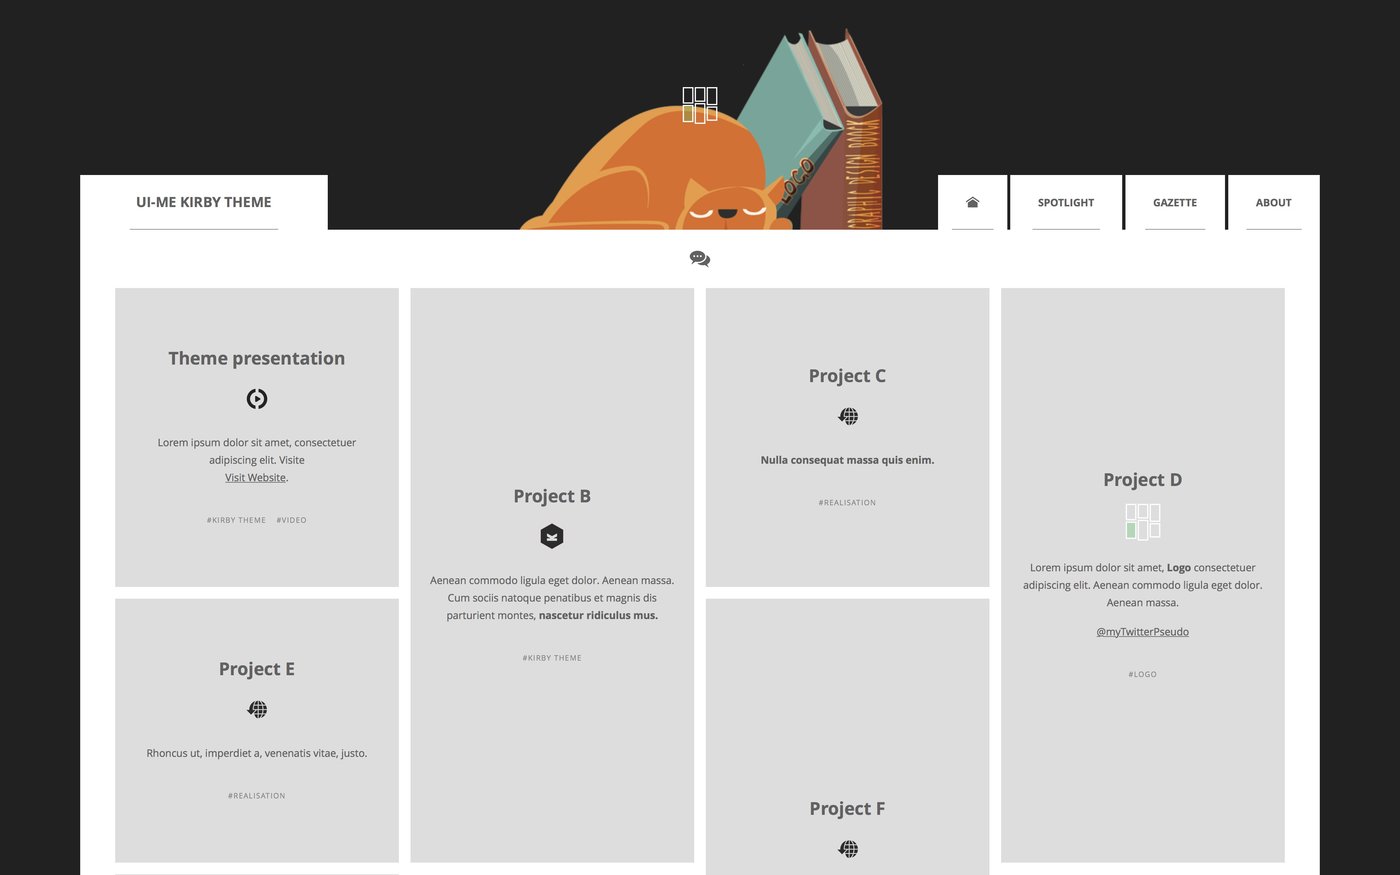 LOGO
GRAPHIC DESIGN BOOK
UI-ME KIRBY THEME
SPOTLIGHT
GAZETTE
ABOUT
Theme presentation
Lorem ipsum dolor sit amet, consectetuer
adipiscing elit. Visite
Visit Website.
#KIRBY THEME #VIDEO
Project B
Aenean commodo ligula eget dolor. Aenean massa.
Cum sociis natoque penatibus et magnis dis
parturient montes, nascetur ridiculus mus.
#KIRBY THEME
Project C
Nulla consequat massa quis enim.
#REALISATION
Project D
Lorem ipsum dolor sit amet, Logo consectetuer
adipiscing elit. Aenean commodo ligula eget dolor.
Aenean massa.
@myTwitterPseudo
#LOGO
Project E
Rhoncus ut, imperdiet a, venenatis vitae, justo.
#REALISATION
Project F